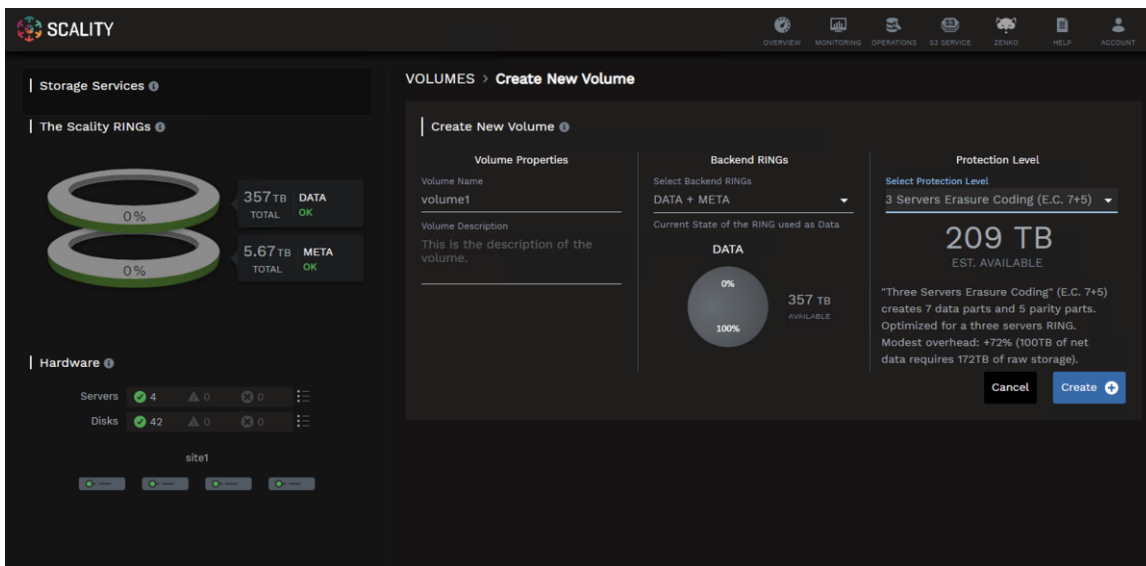 SCALITY
OVERVIEW MONITORING OPERATIONS S3 SERVICE ZENKO HELP ACCOUNT
Storage Services
The Scality RINGs
0%
357 TB DATA
TOTAL OK
0%
5.67 TB META
TOTAL OK
Hardware
Servers 4 0 0
Disks 42 0 0
site1
VOLUMES > Create New Volume
Create New Volume
Volume Properties
Volume Name
volume1
Volume Description
This is the description of the
volume.
Backend RINGs
Select Backend RINGs
DATA + META
Current State of the RING used as Data
DATA
0%
100%
357 TB
AVAILABLE
Protection Level
Select Protection Level
3 Servers Erasure Coding (E.C. 7+5)
209 TB
EST. AVAILABLE
"Three Servers Erasure Coding" (E.C. 7+5)
creates 7 data parts and 5 parity parts.
Optimized for a three servers RING.
Modest overhead: +72% (100TB of net
data requires 172TB of raw storage).
Cancel
Create